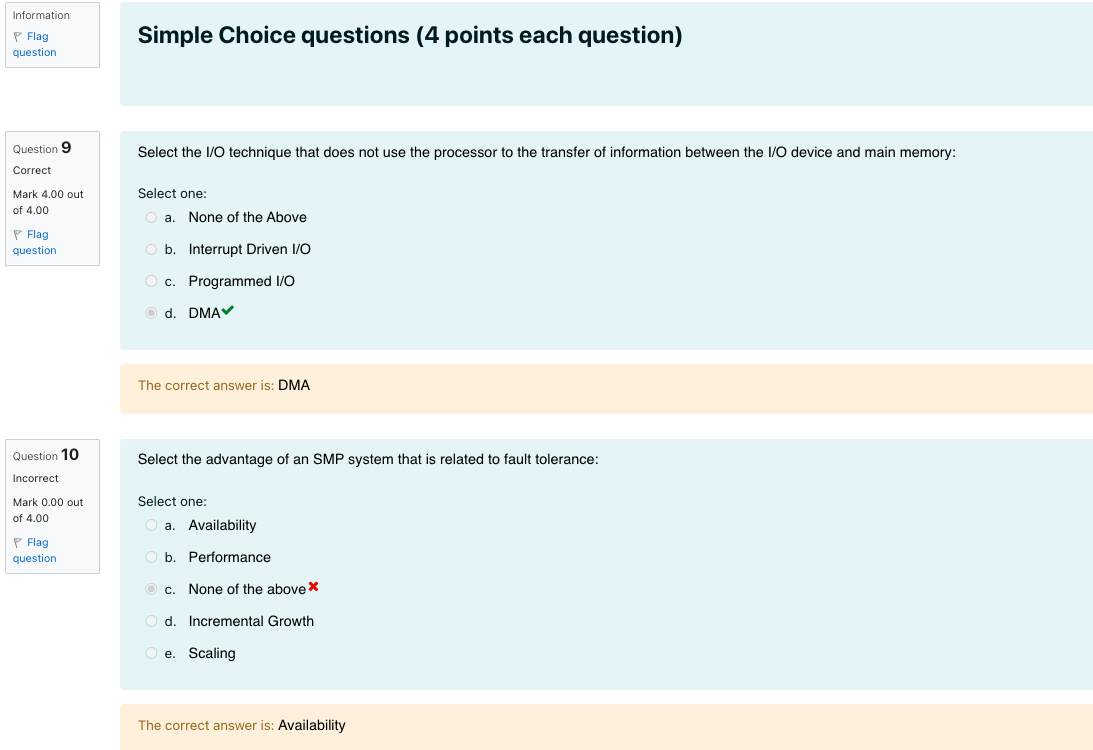 Information
Flag
question
Simple Choice questions (4 points each question)
Question 9
Correct
Mark 4.00 out
of 4.00
Flag
question
Select the I/O technique that does not use the processor to the transfer of information between the I/O device and main memory:
Select one:
a. None of the Above
b. Interrupt Driven I/O
c. Programmed I/O
d. DMA
The correct answer is: DMA
Question 10
Incorrect
Mark 0.00 out
of 4.00
Flag
question
Select the advantage of an SMP system that is related to fault tolerance:
Select one:
a. Availability
b. Performance
c. None of the above
d. Incremental Growth
e. Scaling
The correct answer is: Availability